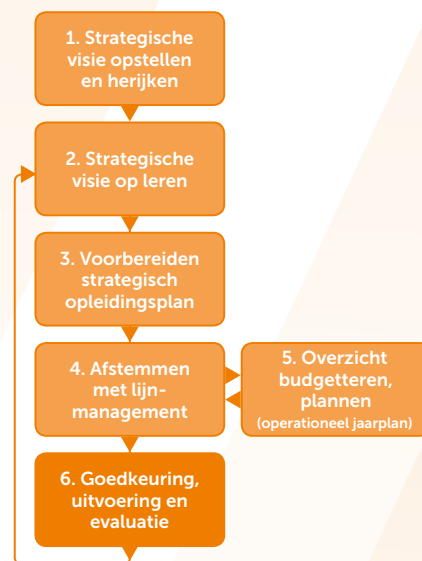 1. Strategische
visie opstellen
en herijken
2. Strategische
visie op leren
3. Voorbereiden
strategisch
opleidingsplan
4. Afstemmen
met lijn-
management
5. Overzicht
budgetteren,
plannen
(operationeel jaarplan)
6. Goedkeuring,
uitvoering en
evaluatie